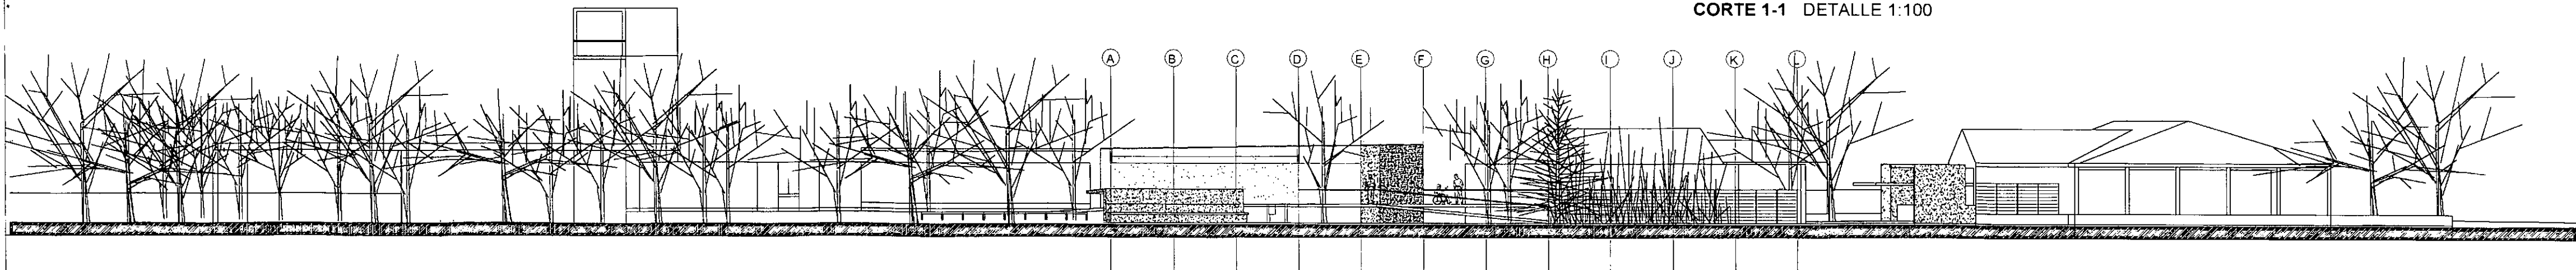 CORTE 1-1 DETALLE 1:100
A B C D E F G H I J K L